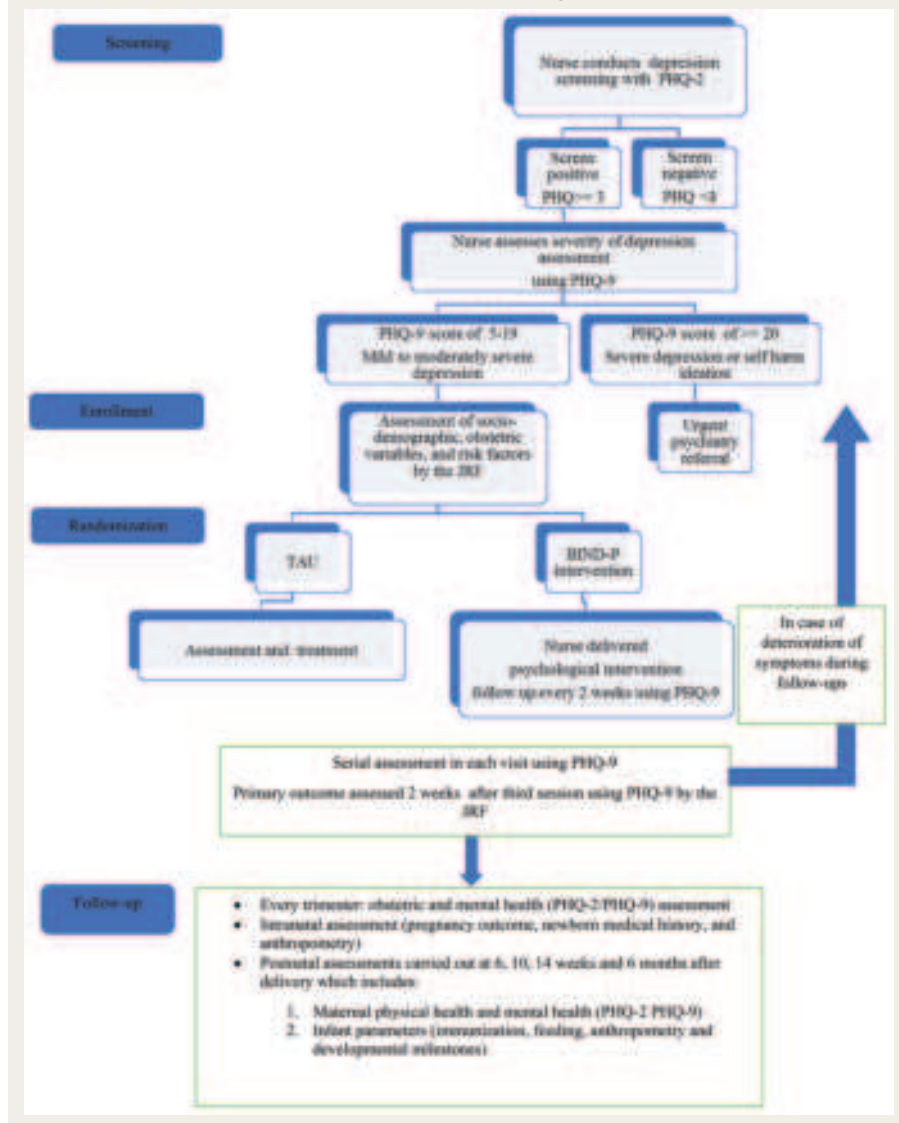 Screening
Nurse conducts depression
screening with PHQ-2
Screen
positive
PHQ>= 3
Screen
negative
PHQ <3
Nurse assesses severity of depression
assessment
using PHQ-9
PHQ-9 score of 5-19
Mild to moderately severe
depression
PHQ-9 score of >= 20
Severe depression or self harm
ideation
Enrollment
Assessment of socio-
demographic, obstetric
variables, and risk factors
by the JRF
Urgent
psychiatry
referral
Randomization
TAU
BIND-P
intervention
Assessment and treatment
Nurse delivered
psychological intervention
follow up every 2 weeks using PHQ-9
In case of
deterioration of
symptoms during
follow-ups
Serial assessment in each visit using PHQ-9
Primary outcome assessed 2 weeks after third session using PHQ-9 by the
JRF
Follow-up
• Every trimester: obstetric and mental health (PHQ-2/PHQ-9) assessment
• Intranatal assessment (pregnancy outcome, newborn medical history, and
anthropometry)
• Postnatal assessments carried out at 6, 10, 14 weeks and 6 months after
delivery which includes:
1. Maternal physical health and mental health (PHQ-2 PHQ-9)
2. Infant parameters (immunization, feeding, anthropometry and
developmental milestones)